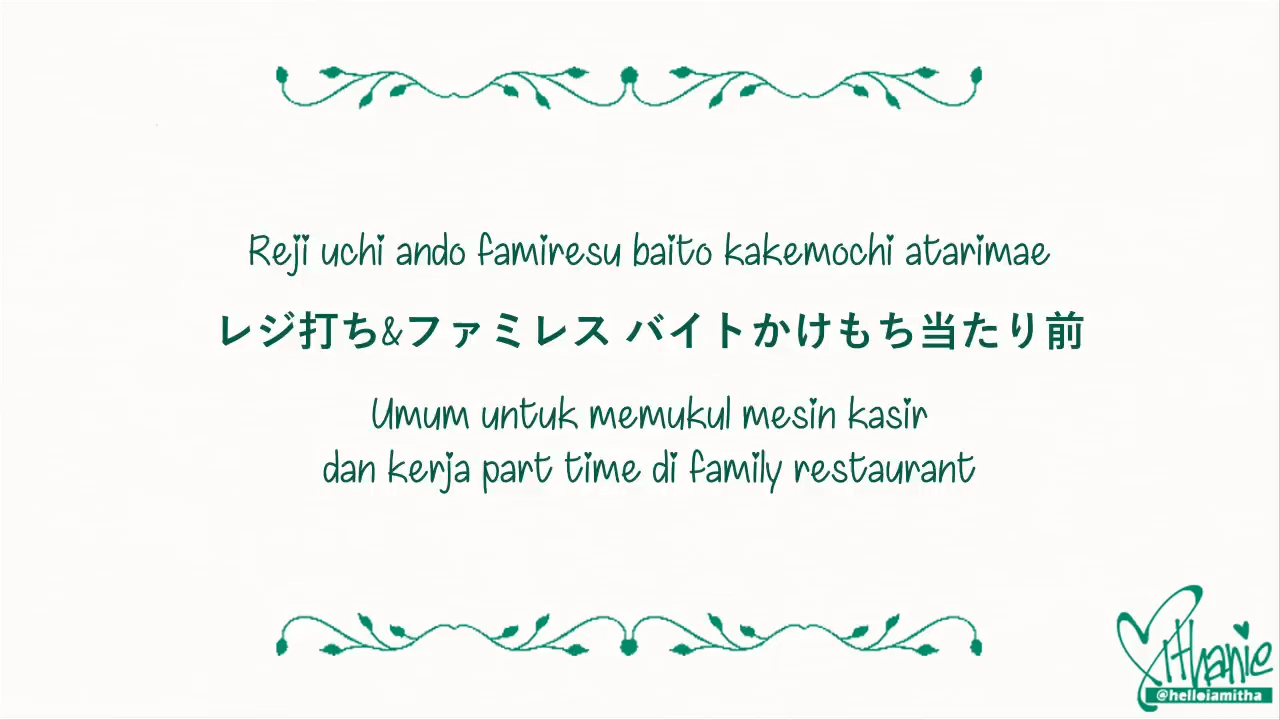 Reji uchi ando famiresu baito kakemochi atarimae
レジ打ち&ファミレス バイトかけもち当たり前
Umum untuk memukul mesin kasir
dan kerja part time di family restaurant
Mithanie
@helloiamitha